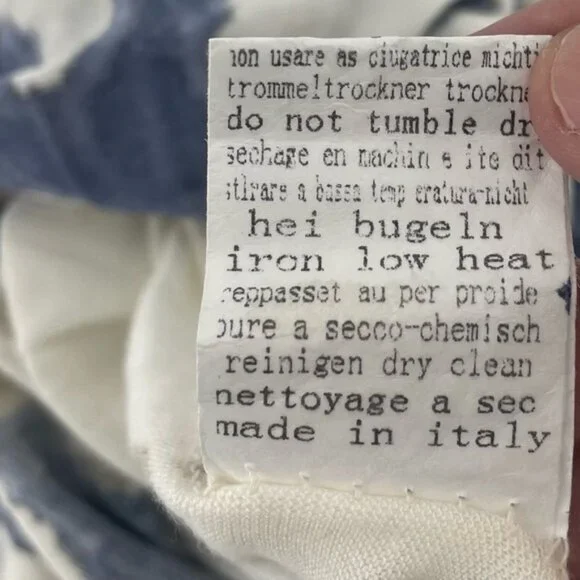 non usare as ciugatrice michti
trommeltrockner trockne
do not tumble dr
sechage en machin e ite dit
stirare a bassa temp eratura-nicht
hei bugeln
iron low heat
reppasset au per proide
pure a secco-chemisch
reinigen dry clean
nettoyage a sec
made in italy